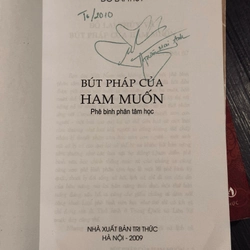 T6/2010
BÚT PHÁP CỦA
HAM MUỐN
Phê bình phân tâm học
NHÀ XUẤT BẢN TRI THỨC
HÀ NỘI - 2009